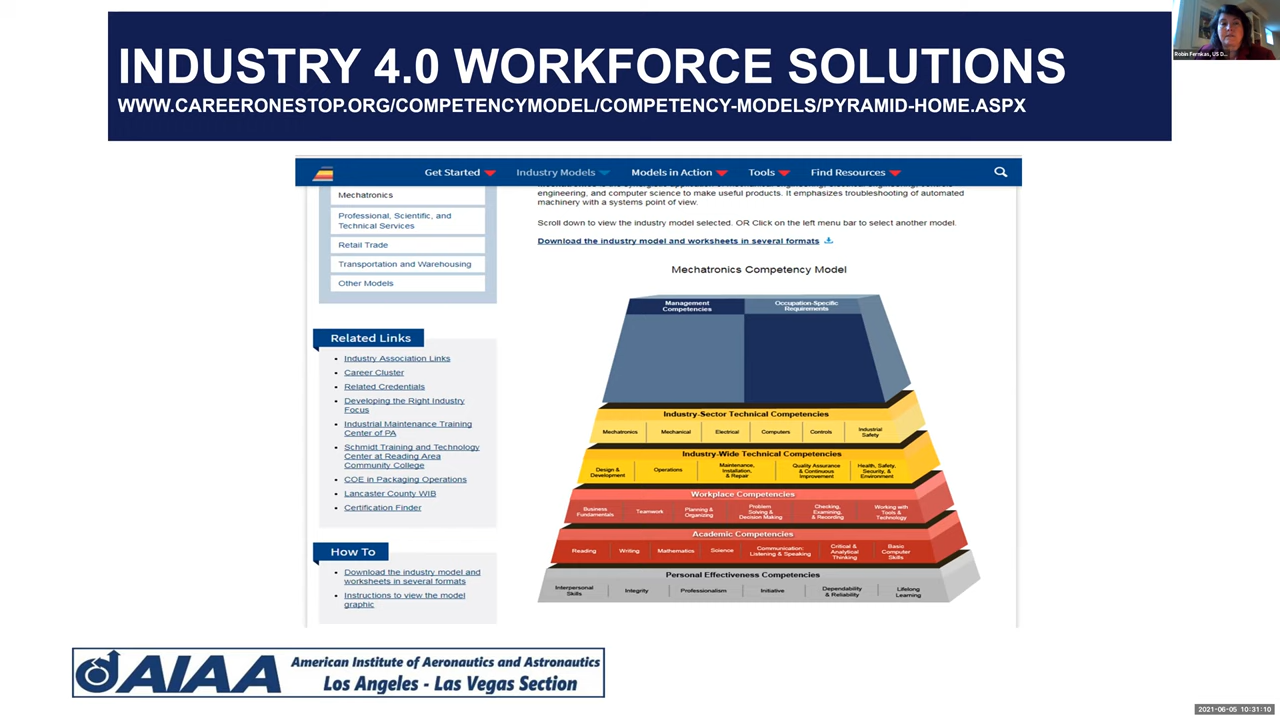 INDUSTRY 4.0 WORKFORCE SOLUTIONS
WWW.CAREERONESTOP.ORG/COMPETENCYMODEL/COMPETENCY-MODELS/PYRAMID-HOME.ASPX
Robin Fernkas, US D...
Get Started
Industry Models
Models in Action
Tools
Find Resources
Mechatronics
Professional, Scientific, and
Technical Services
Retail Trade
Transportation and Warehousing
Other Models
Related Links
Industry Association Links
Career Cluster
Related Credentials
Developing the Right Industry
Focus
Industrial Maintenance Training
Center of PA
Schmidt Training and Technology
Center at Reading Area
Community College
COE in Packaging Operations
Lancaster County WIB
Certification Finder
How To
Download the industry model and
worksheets in several formats
Instructions to view the model
graphic
engineering, and computer science to make useful products. It emphasizes troubleshooting of automated
machinery with a systems point of view.
Scroll down to view the industry model selected. OR Click on the left menu bar to select another model.
Download the industry model and worksheets in several formats
Mechatronics Competency Model
Management
Competencies
Occupation-Specific
Requirements
Industry-Sector Technical Competencies
Mechatronics
Mechanical
Electrical
Computers
Controls
Industrial
Safety
Industry-Wide Technical Competencies
Design &
Development
Operations
Maintenance,
Installation,
& Repair
Quality Assurance
& Continuous
Improvement
Health, Safety,
Security, &
Environment
Workplace Competencies
Business
Fundamentals
Teamwork
Planning &
Organizing
Problem
Solving &
Decision Making
Checking,
Examining,
& Recording
Working with
Tools &
Technology
Academic Competencies
Reading
Writing
Mathematics
Science
Communication:
Listening & Speaking
Critical &
Analytical
Thinking
Basic
Computer
Skills
Personal Effectiveness Competencies
Interpersonal
Skills
Integrity
Professionalism
Initiative
Dependability
& Reliability
Lifelong
Learning
AIAA
American Institute of Aeronautics and Astronautics
Los Angeles - Las Vegas Section
2021-06-05 10:31:10